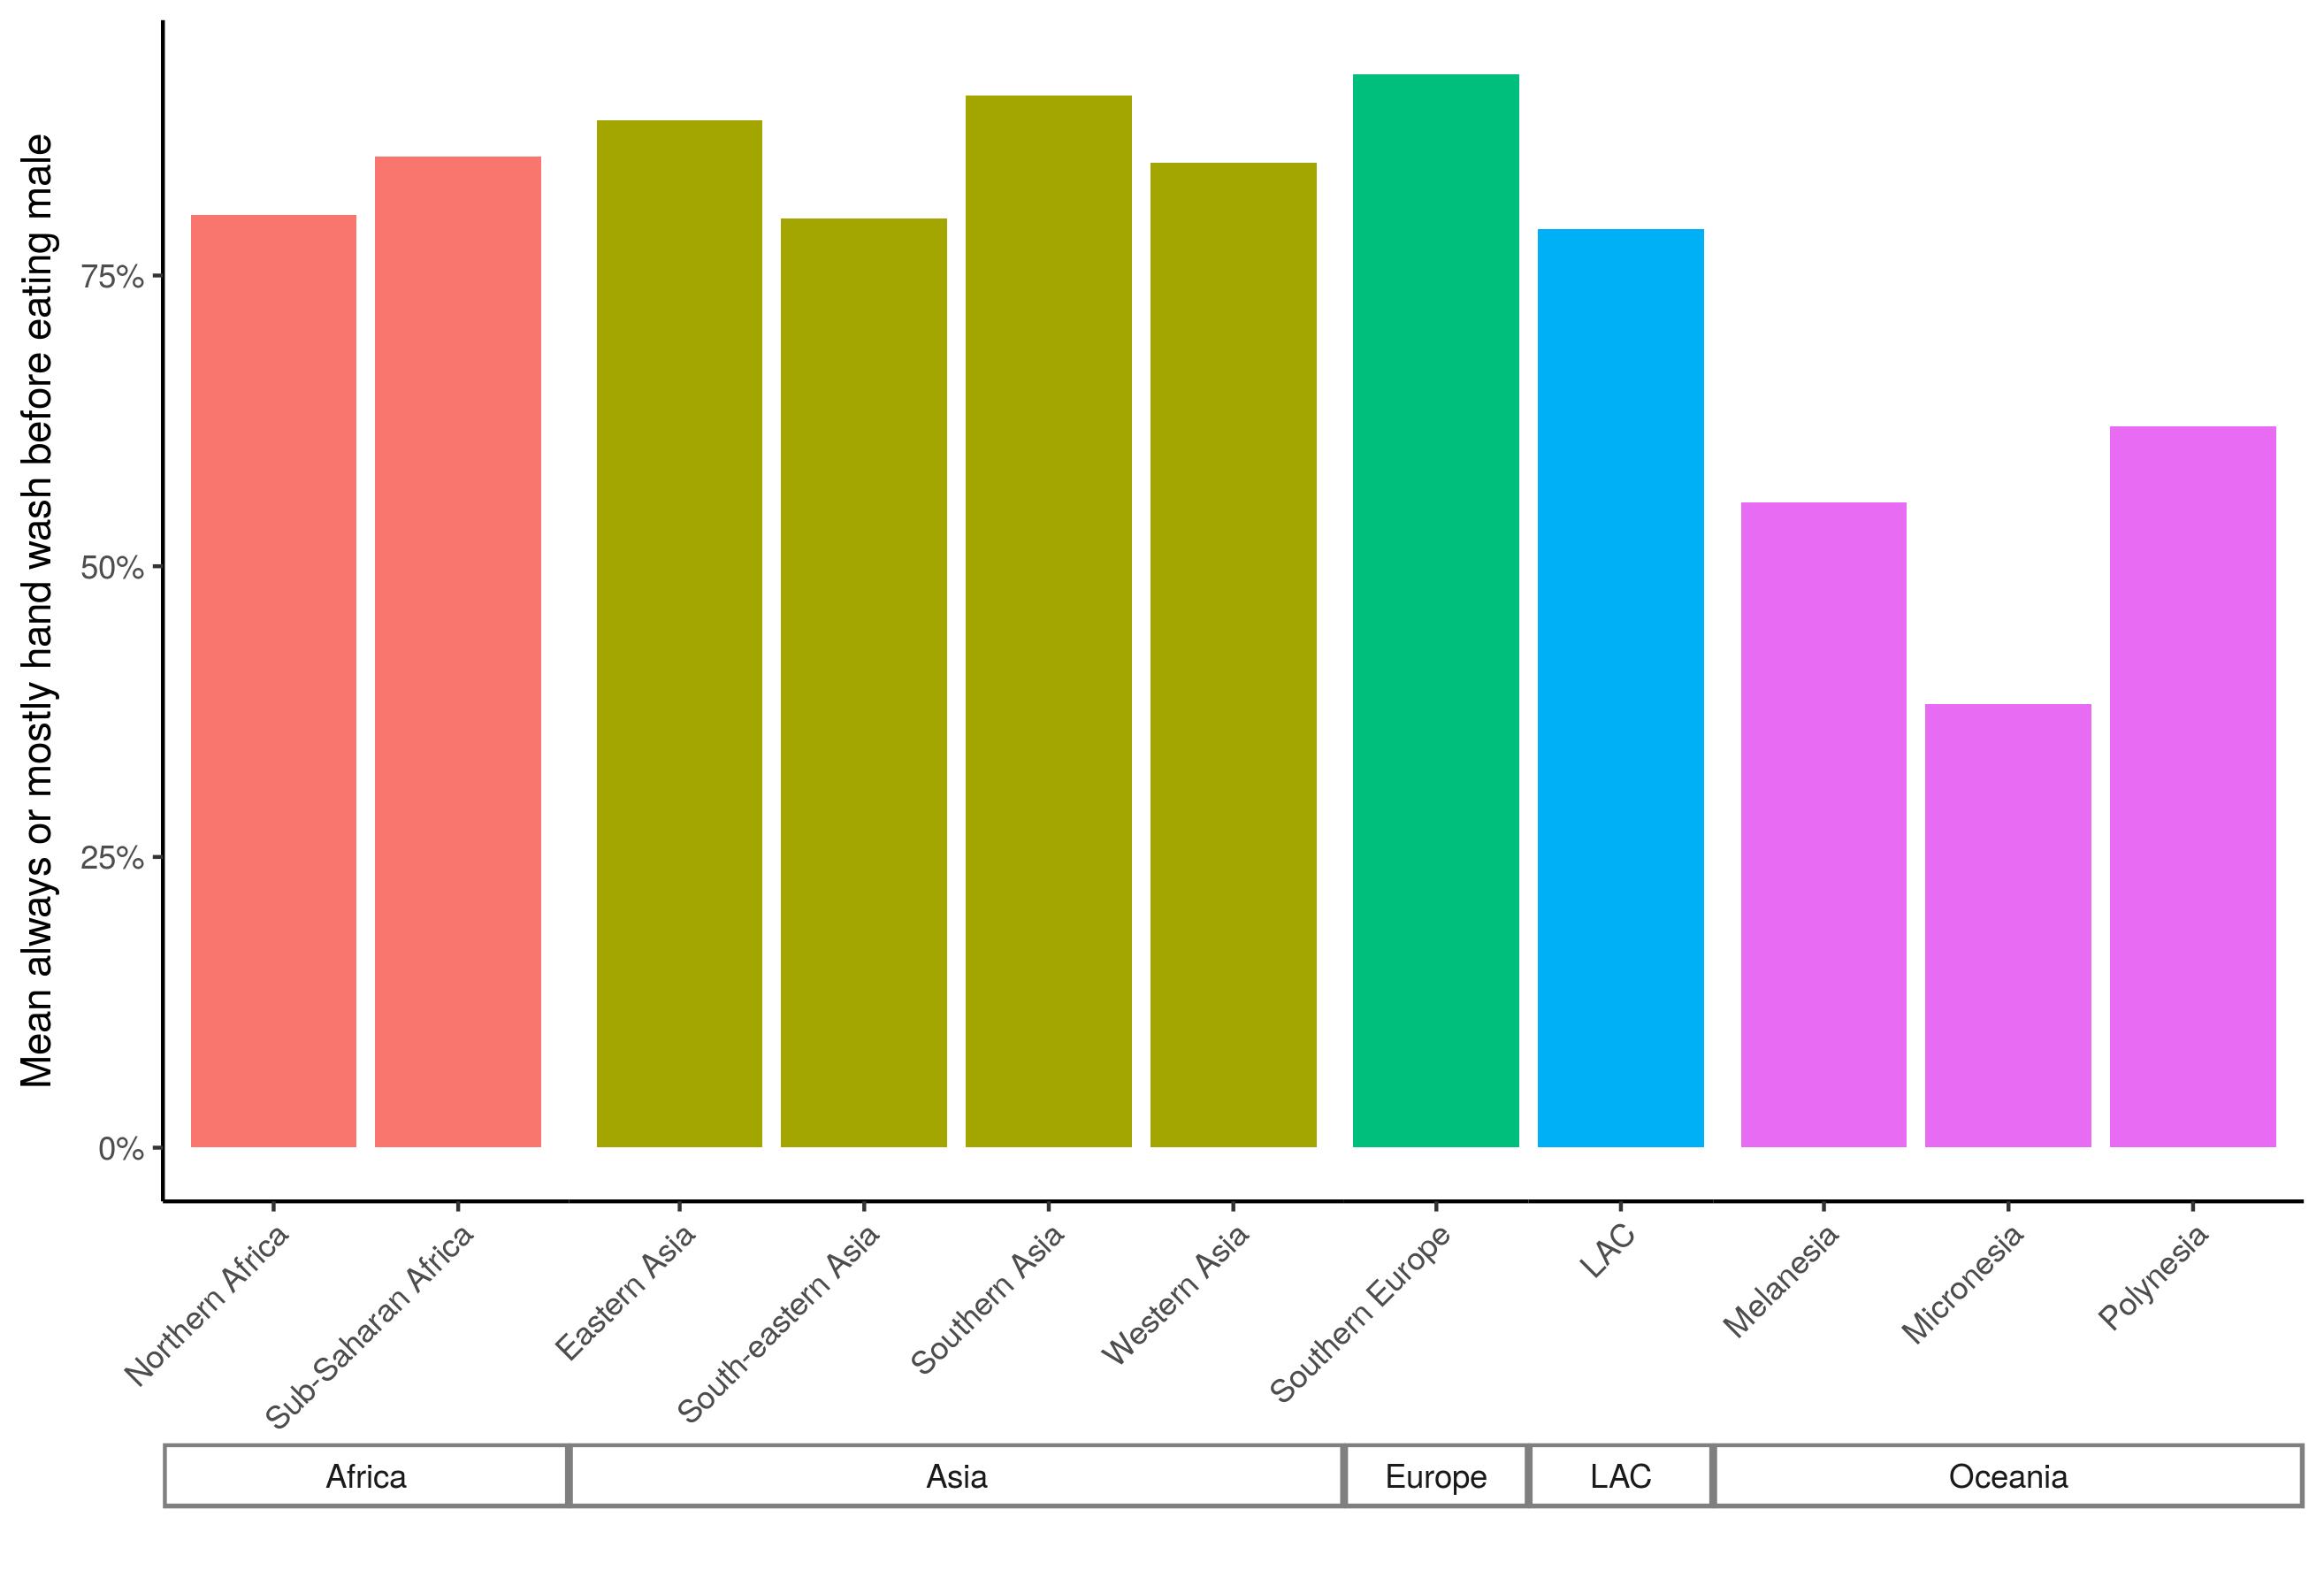 Mean always or mostly hand wash before eating male
75%
50%
25%
0%
Northern Africa
Sub-Saharan Africa
Eastern Asia
South-eastern Asia
Southern Asia
Western Asia
Southern Europe
LAC
Melanesia
Micronesia
Polynesia
Africa
Asia
Europe
LAC
Oceania